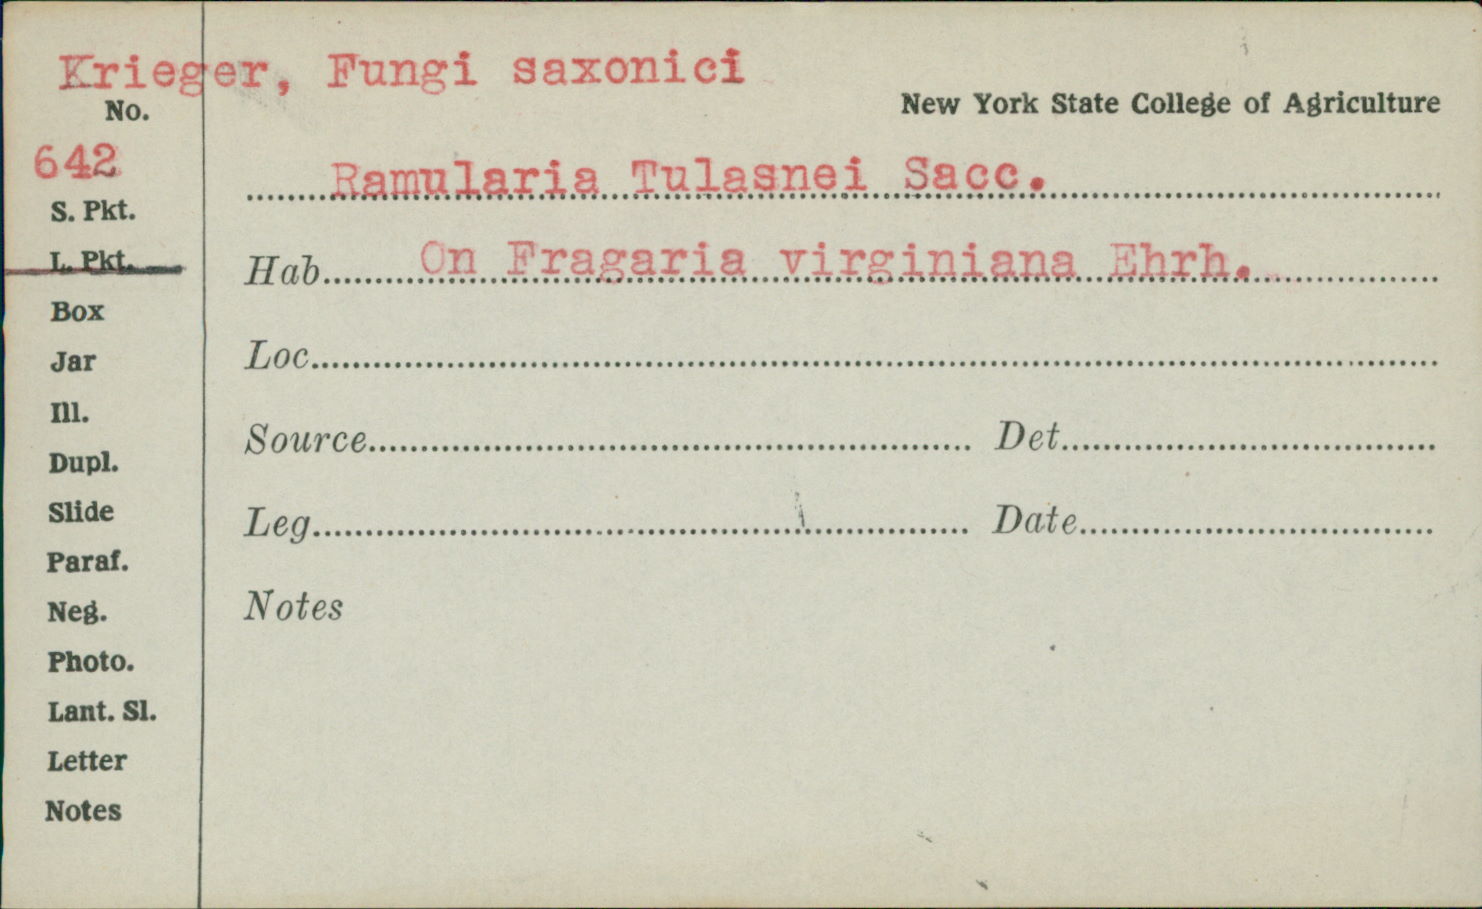 Krieger, Fungi saxonici
New York State College of Agriculture
No.
642
Ramularia Tulasnei Sacc.
S. Pkt.
L. Pkt.
Hab. On Fragaria virginiana Ehrh.
Box
Loc.
Jar
Ill.
Source. Det.
Dupl.
Slide
Leg. Date.
Paraf.
Neg.
Notes
Photo.
Lant. Sl.
Letter
Notes